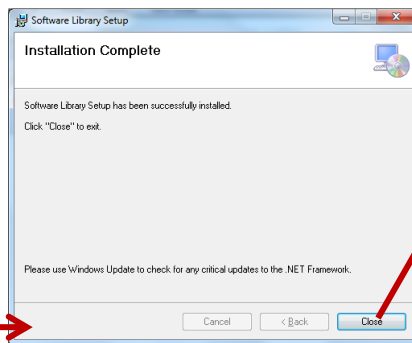 Software Library Setup
Installation Complete
Software Library Setup has been successfully installed.
Click "Close" to exit.
Please use Windows Update to check for any critical updates to the .NET Framework.
Cancel
< Back
Close